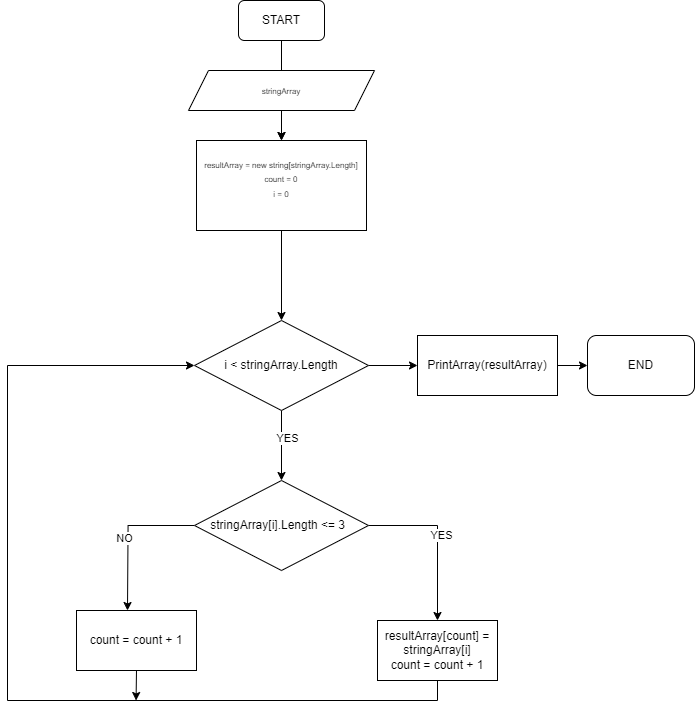 START
stringArray
resultArray = new string[stringArray.Length]
count = 0
i = 0
i < stringArray.Length
PrintArray(resultArray)
END
YES
stringArray[i].Length <= 3
NO
YES
count = count + 1
resultArray[count] =
stringArray[i]
count = count + 1